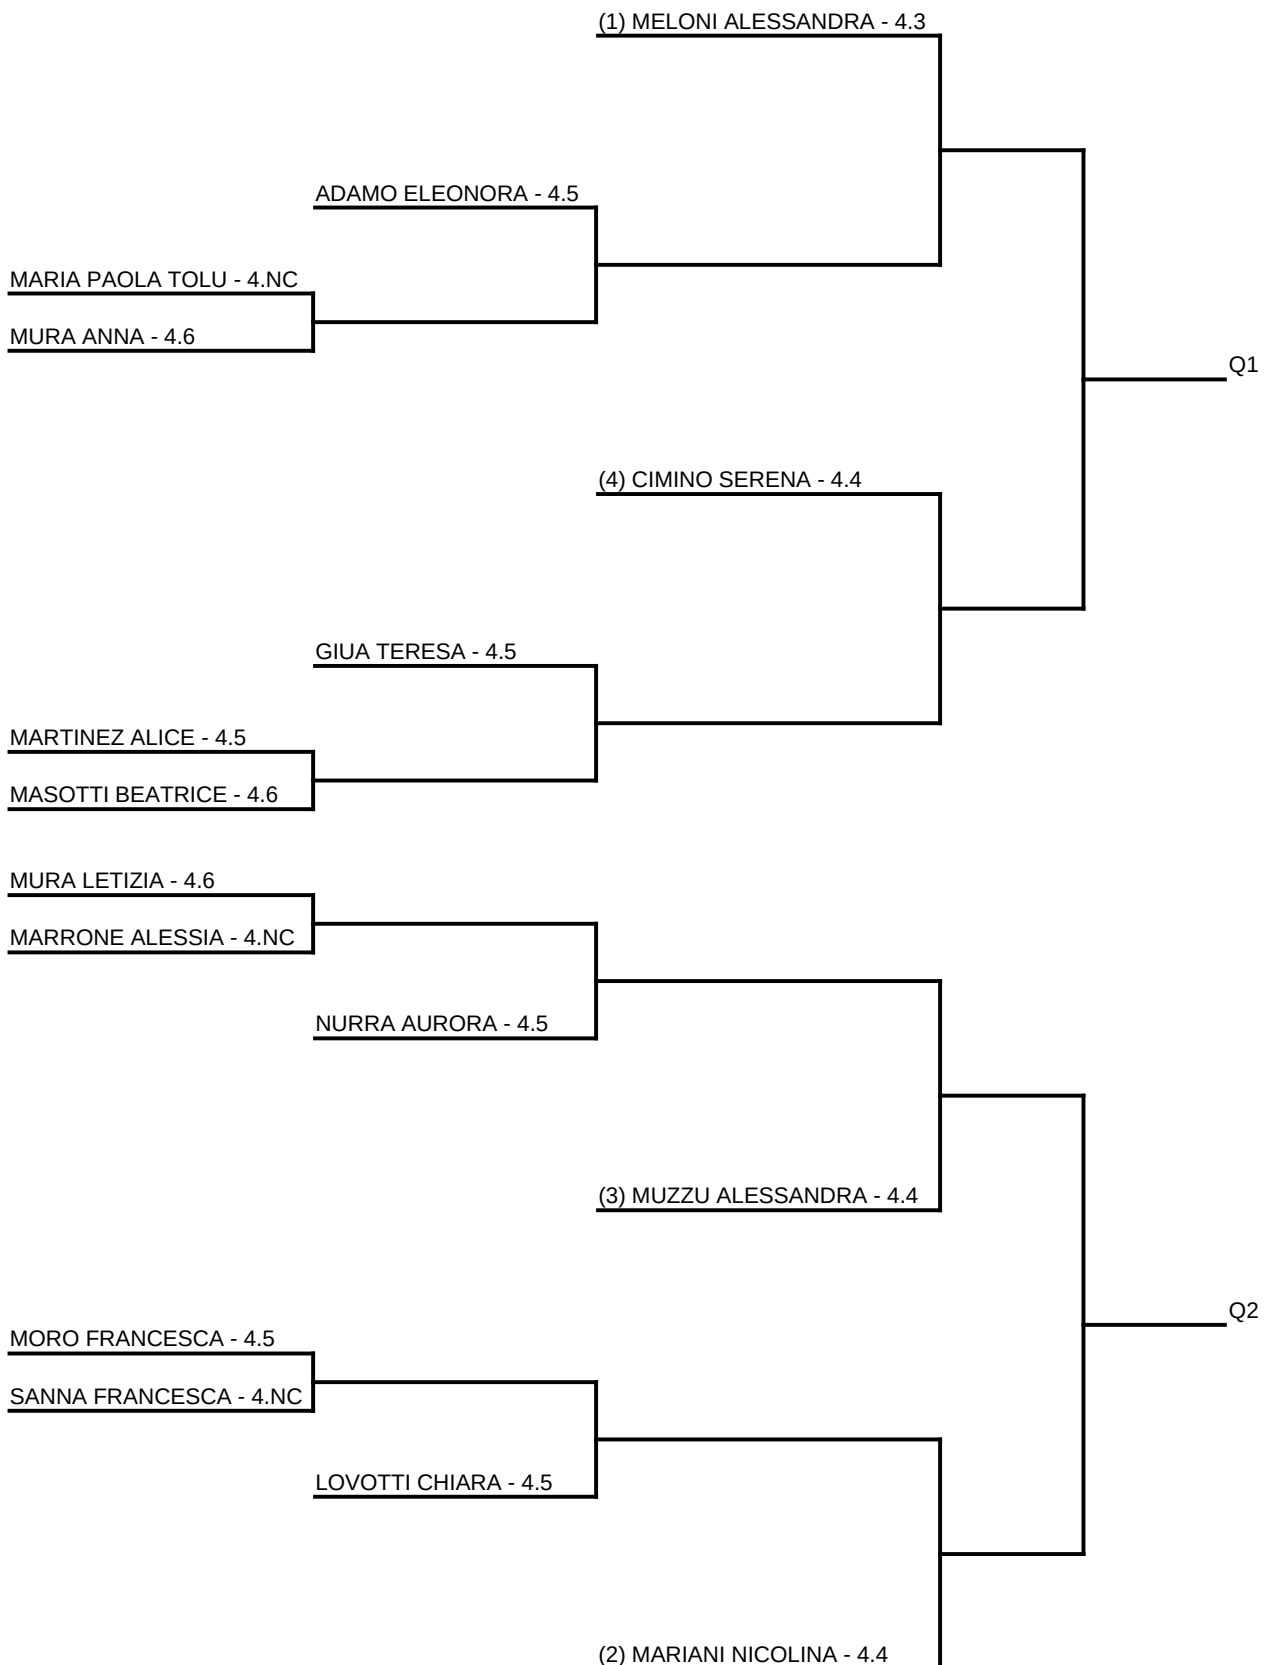 (1) MELONI ALESSANDRA - 4.3
ADAMO ELEONORA - 4.5
MARIA PAOLA TOLU - 4.NC
MURA ANNA - 4.6
Q1
(4) CIMINO SERENA - 4.4
GIUA TERESA - 4.5
MARTINEZ ALICE - 4.5
MASOTTI BEATRICE - 4.6
MURA LETIZIA - 4.6
MARRONE ALESSIA - 4.NC
NURRA AURORA - 4.5
(3) MUZZU ALESSANDRA - 4.4
Q2
MORO FRANCESCA - 4.5
SANNA FRANCESCA - 4.NC
LOVOTTI CHIARA - 4.5
(2) MARIANI NICOLINA - 4.4